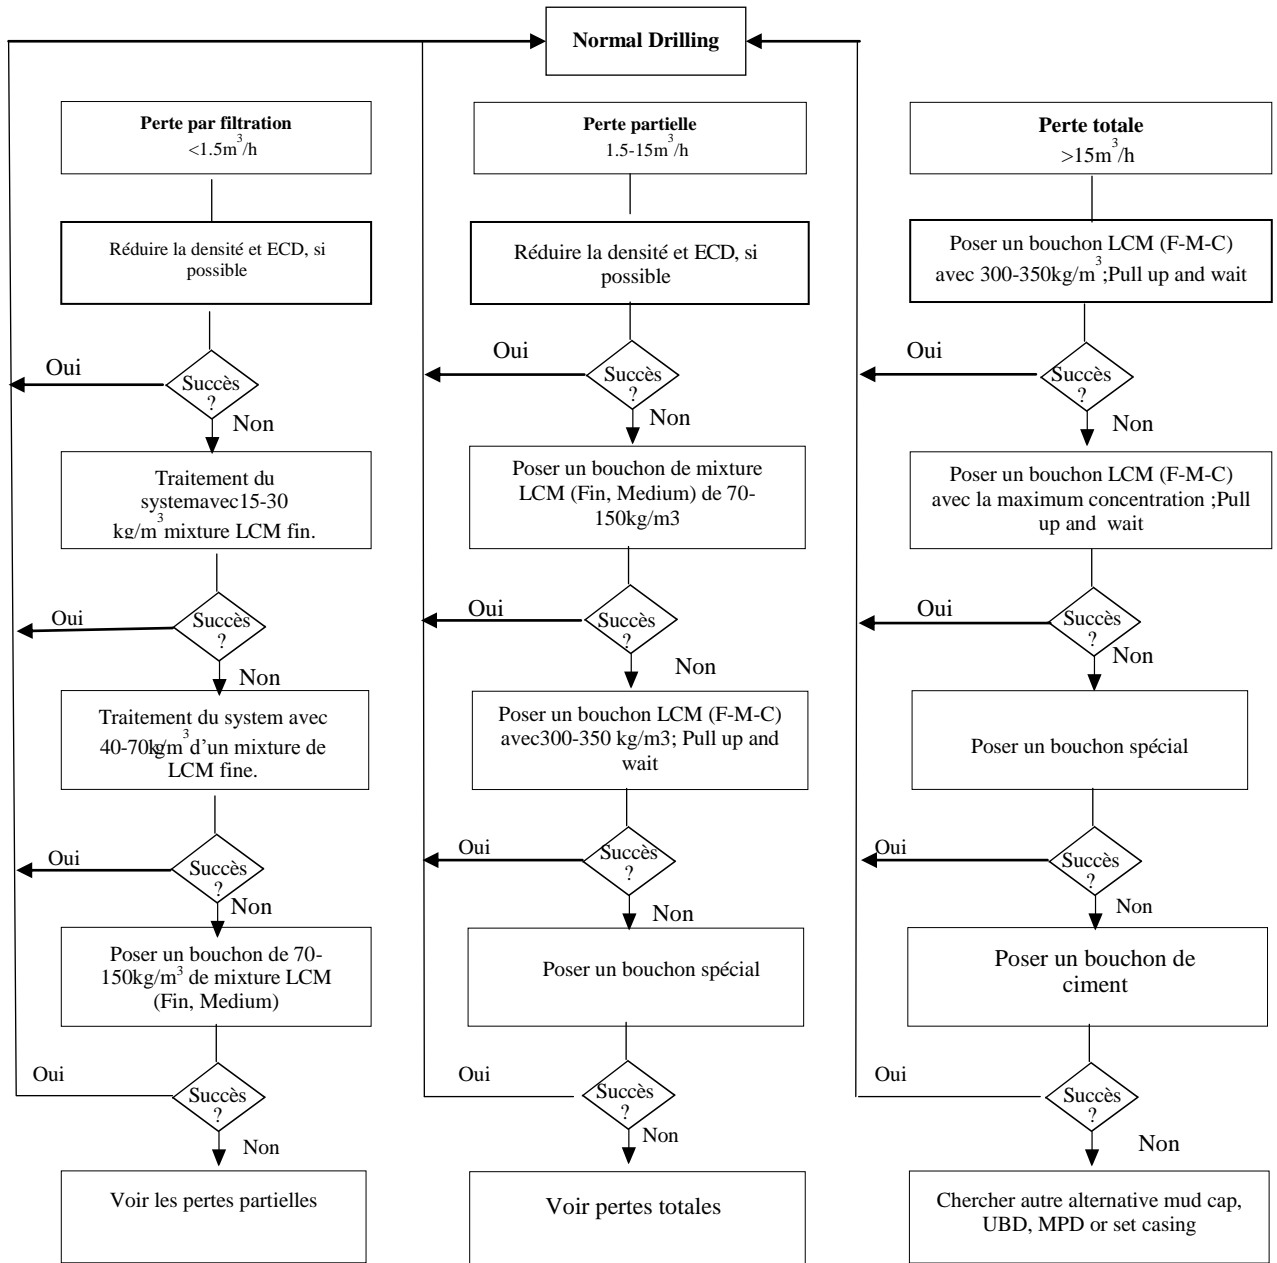 Normal Drilling
Perte par filtration
<1.5m³/h
Réduire la densité et ECD, si
possible
Oui
Succès
?
Non
Traitement du
systemavec15-30
kg/m³mixture LCM fin.
Oui
Succès
?
Non
Traitement du system avec
40-70kg/m³d’un mixture de
LCM fine.
Oui
Succès
?
Non
Poser un bouchon de 70-
150kg/m³ de mixture LCM
(Fin, Medium)
Oui
Succès
?
Non
Voir les pertes partielles
Perte partielle
1.5-15m³/h
Réduire la densité et ECD, si
possible
Oui
Succès
?
Non
Poser un bouchon de mixture
LCM (Fin, Medium) de 70-
150kg/m3
Oui
Succès
?
Non
Poser un bouchon LCM (F-M-C)
avec300-350 kg/m3; Pull up and
wait
Oui
Succès
?
Non
Poser un bouchon spécial
Oui
Succès
?
Non
Voir pertes totales
Perte totale
>15m³/h
Poser un bouchon LCM (F-M-C)
avec 300-350kg/m³;Pull up and wait
Oui
Succès
?
Non
Poser un bouchon LCM (F-M-C)
avec la maximum concentration ;Pull
up and wait
Oui
Succès
?
Non
Poser un bouchon spécial
Oui
Succès
?
Non
Poser un bouchon de
ciment
Oui
Succès
?
Non
Chercher autre alternative mud cap,
UBD, MPD or set casing